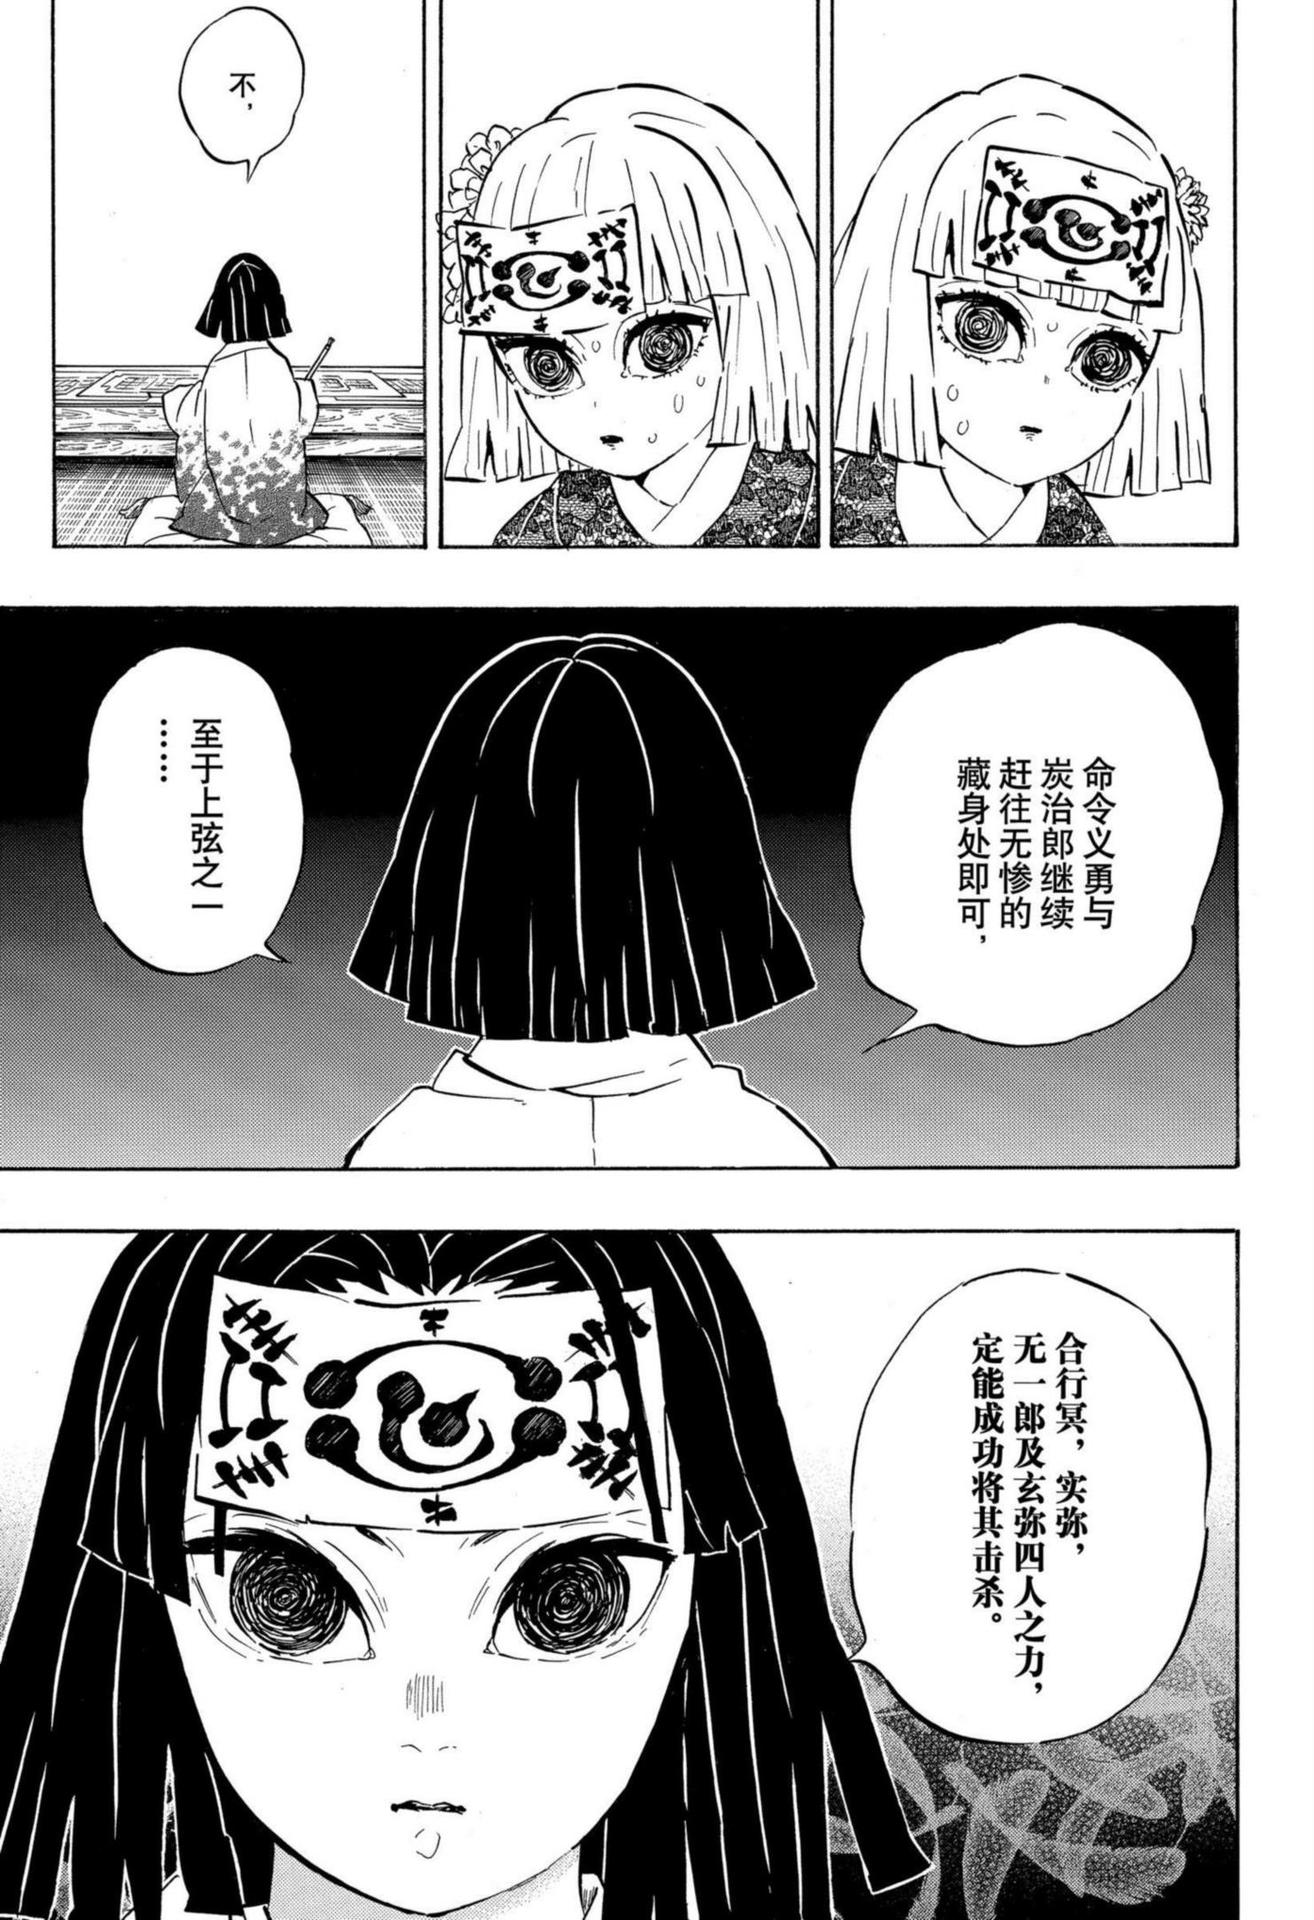 不，
命令义勇与
炭治郎继续
赶往无惨的
藏身处即可，
至于上弦之一
……
合行冥，实弥，
无一郎及玄弥四人之力，
定能成功将其击杀。